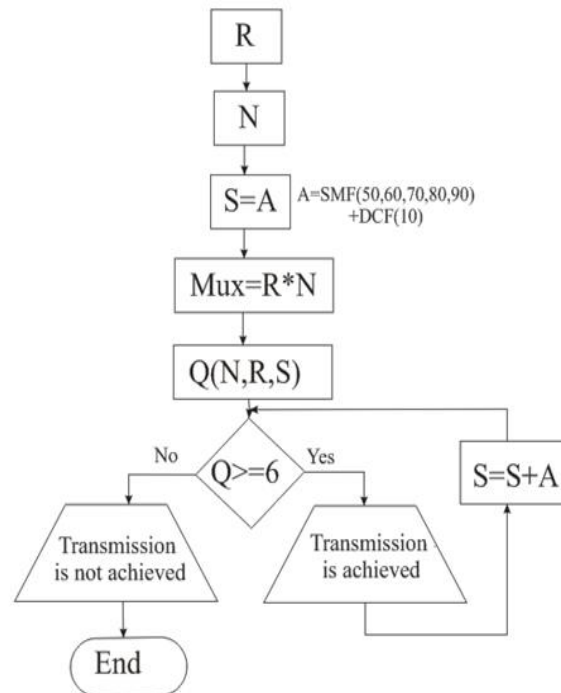 R
N
S=A
A=SMF(50,60,70,80,90)
+DCF(10)
Mux=R*N
Q(N,R,S)
No
Q>=6
Yes
S=S+A
Transmission
is not achieved
Transmission
is achieved
End